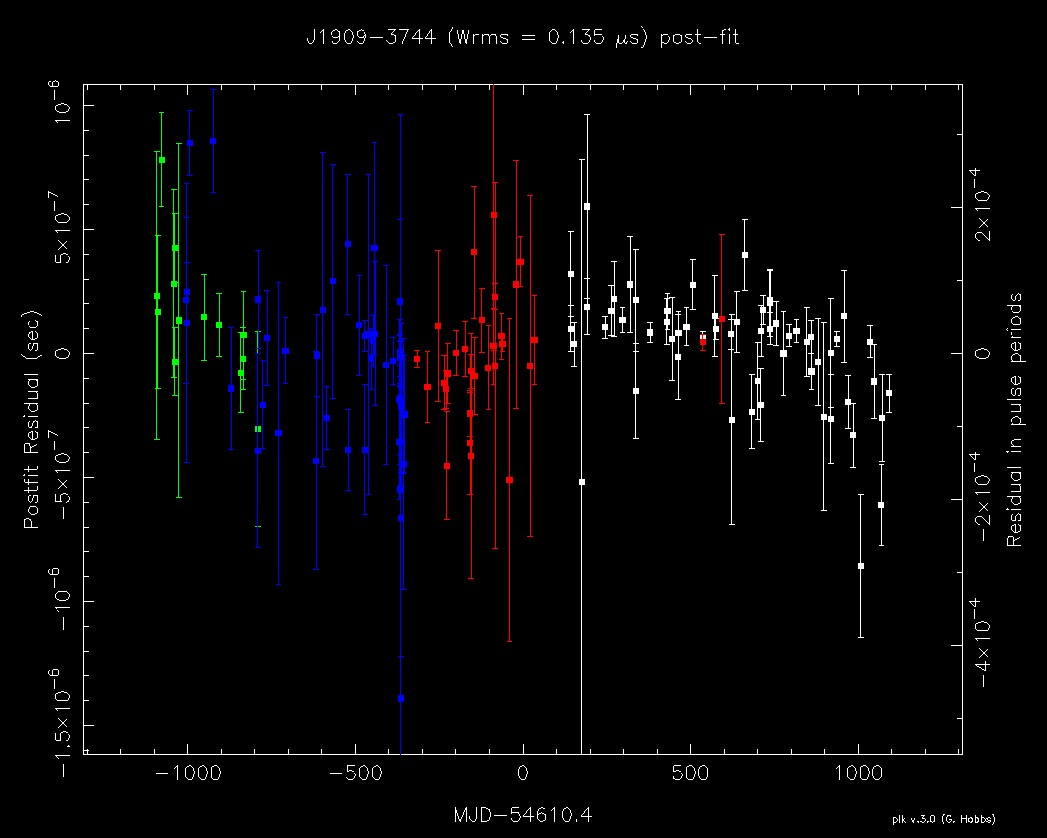 J1909−3744 (Wrms = 0.135 μs) post−fit
10⁻⁶
5×10⁻⁷
0
−5×10⁻⁷
−10⁻⁶
−1.5×10⁻⁶
Postfit Residual (sec)
2×10⁻⁴
0
−2×10⁻⁴
−4×10⁻⁴
Residual in pulse periods
−1000 −500 0 500 1000
MJD−54610.4
plk v.3.0 (G. Hobbs)